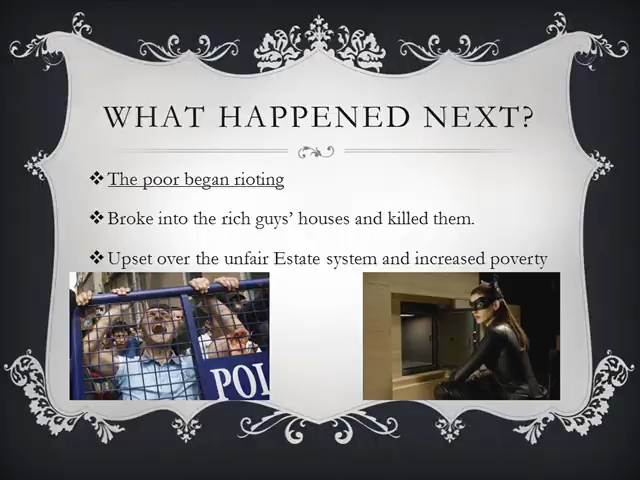 WHAT HAPPENED NEXT?
❖ The poor began rioting
❖ Broke into the rich guys’ houses and killed them.
❖ Upset over the unfair Estate system and increased poverty
POL